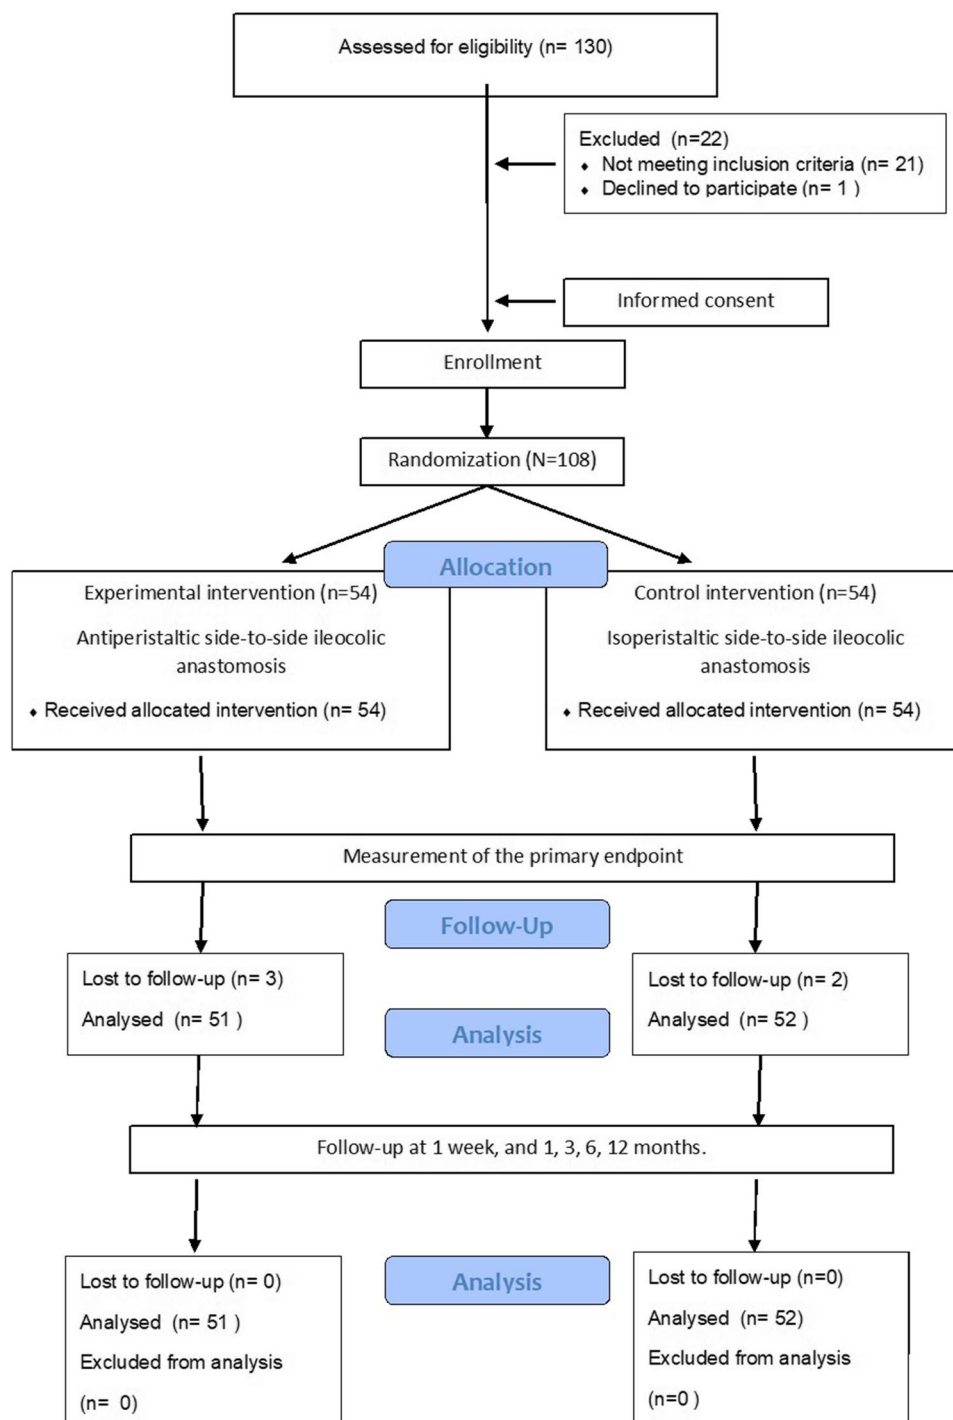 Assessed for eligibility (n= 130)
Excluded  (n=22)
♦ Not meeting inclusion criteria (n= 21)
♦ Declined to participate (n= 1 )
Informed consent
Enrollment
Randomization (N=108)
Allocation
Experimental intervention (n=54)
Antiperistaltic side-to-side ileocolic
anastomosis
♦ Received allocated intervention (n= 54)
Control intervention (n=54)
Isoperistaltic side-to-side ileocolic
anastomosis
♦ Received allocated intervention (n= 54)
Measurement of the primary endpoint
Follow-Up
Lost to follow-up (n= 3)
Analysed  (n= 51 )
Lost to follow-up (n= 2)
Analysed  (n= 52 )
Analysis
Follow-up at 1 week, and 1, 3, 6, 12 months.
Analysis
Lost to follow-up (n= 0)
Analysed  (n= 51 )
Excluded from analysis
(n=  0)
Lost to follow-up (n=0)
Analysed  (n= 52)
Excluded from analysis
(n=0 )